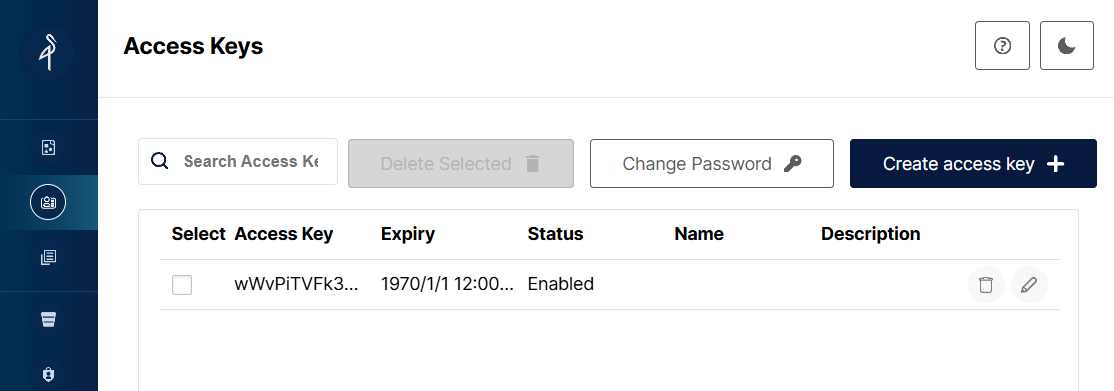 Access Keys
Search Access Ke
Delete Selected
Change Password
Create access key
Select Access Key Expiry Status Name Description
wWvPiTVFk3... 1970/1/1 12:00... Enabled